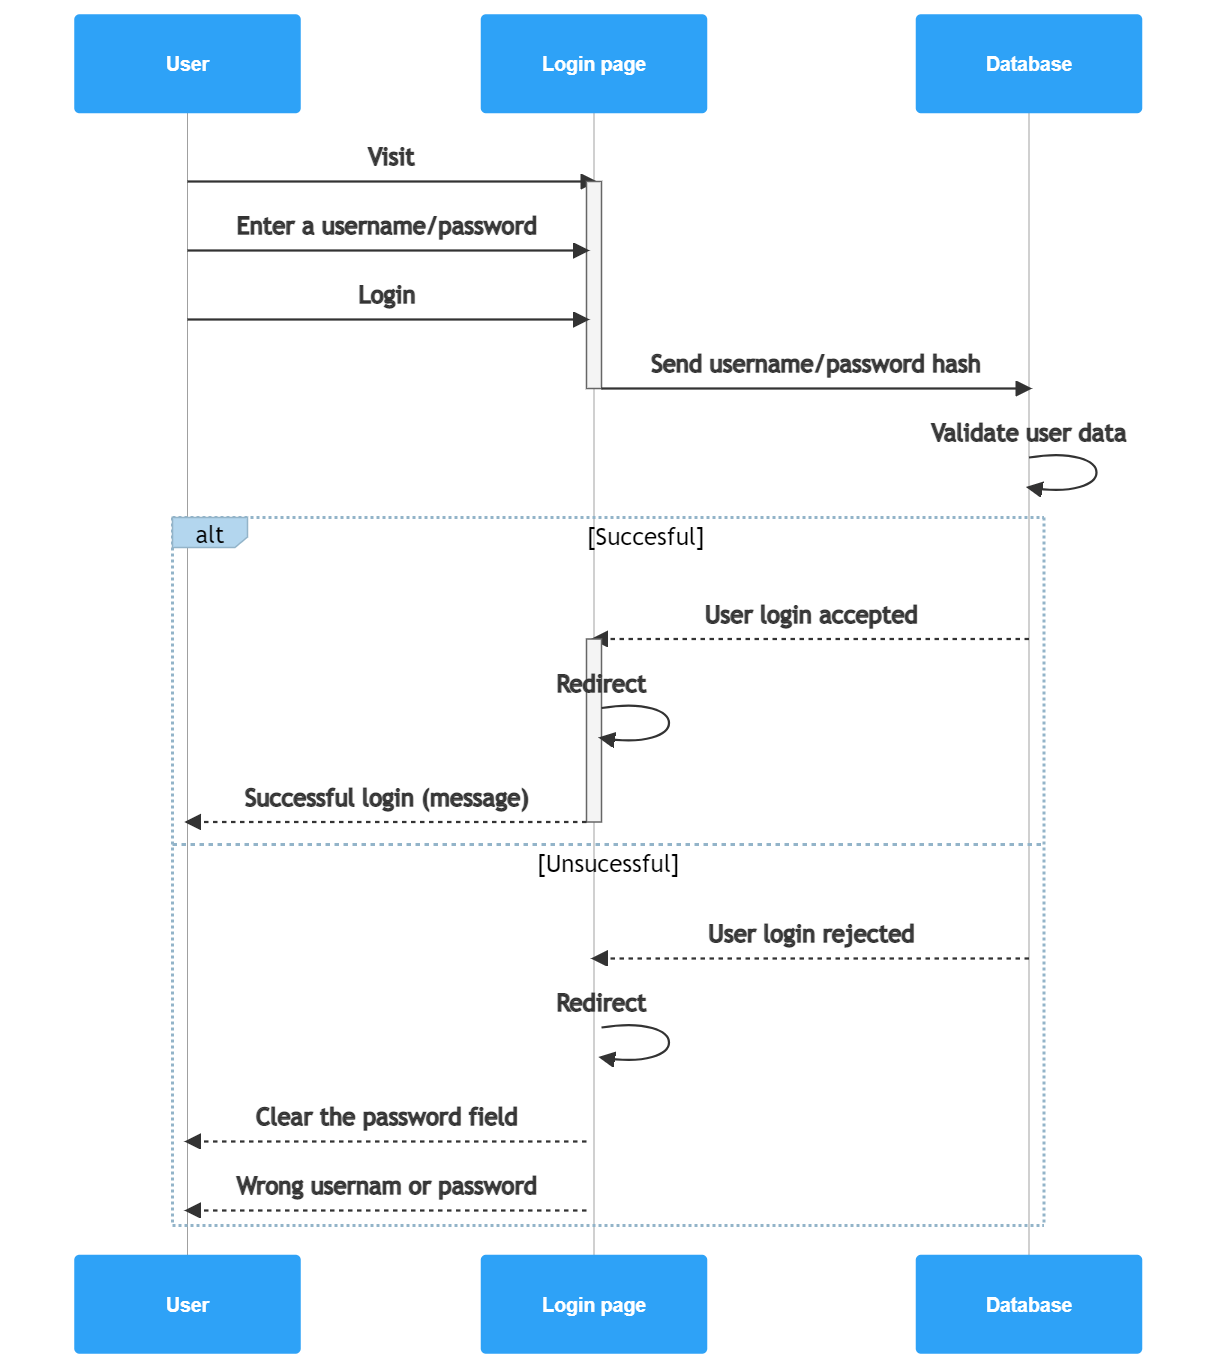 User
Login page
Database
Visit
Enter a username/password
Login
Send username/password hash
Validate user data
alt
[Succesful]
User login accepted
Redirect
Successful login (message)
[Unsucessful]
User login rejected
Redirect
Clear the password field
Wrong usernam or password
User
Login page
Database